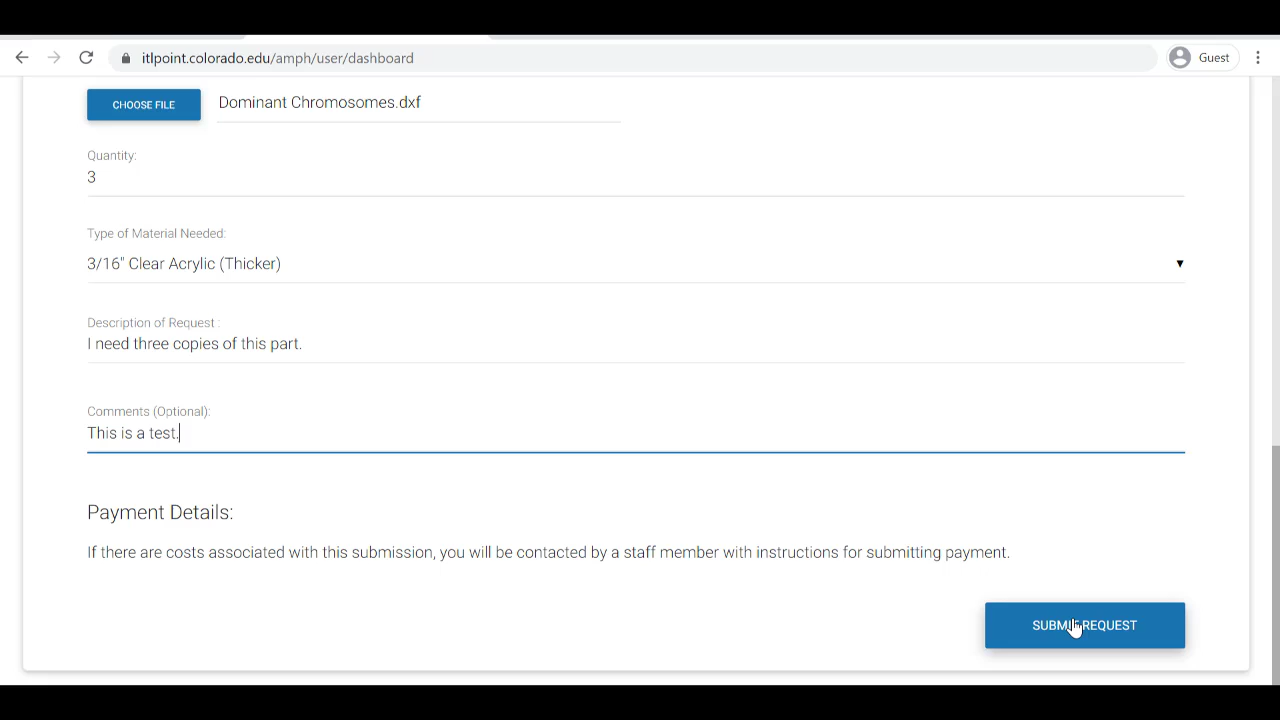 itlpoint.colorado.edu/amph/user/dashboard
Guest
CHOOSE FILE
Dominant Chromosomes.dxf
Quantity:
3
Type of Material Needed:
3/16" Clear Acrylic (Thicker)
Description of Request :
I need three copies of this part.
Comments (Optional):
This is a test.
Payment Details:
If there are costs associated with this submission, you will be contacted by a staff member with instructions for submitting payment.
SUBMIT REQUEST